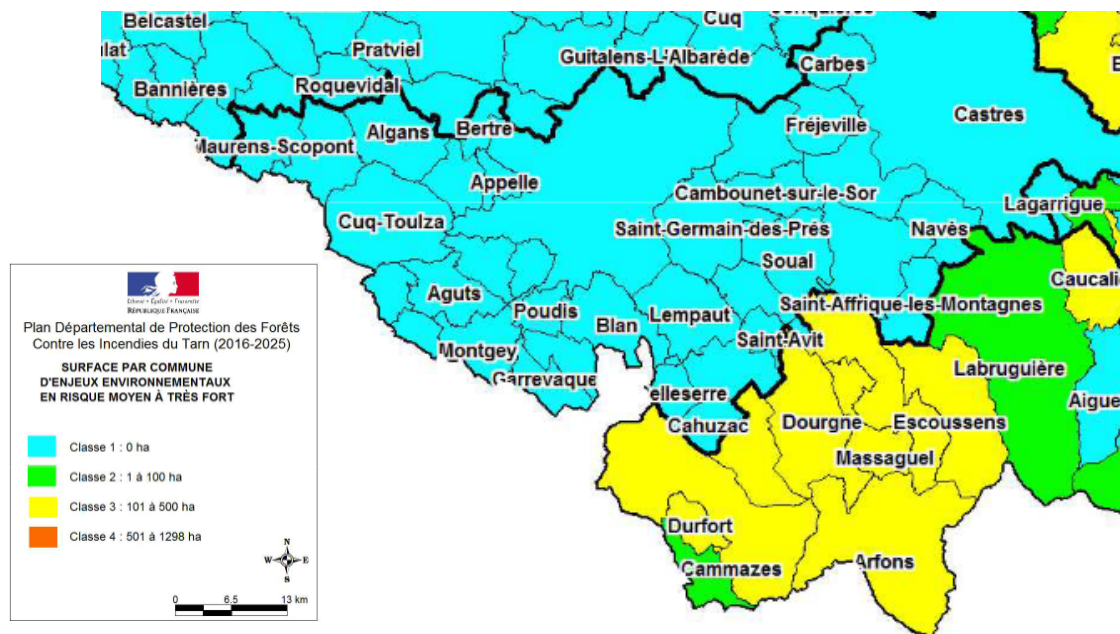 Belcastel
Cuq
Pratviel
Guitalens-L'Albarède
Carbes
Bannières
Roquevidal
Castres
Algans
Bertre
Fréjeville
Maurens-Scopont
Appelle
Cambounet-sur-le-Sor
Lagarrigue
Cuq-Toulza
Saint-Germain-des-Prés
Navès
Soual
Caucali
Aguts
Saint-Affrique-les-Montagnes
Poudis
Blan
Lempaut
Saint-Avit
Montgey
Garrevaque
Labruguière
elleserre
Aigue
Cahuzac
Dourgne
Escoussens
Massaguel
Durfort
Cammazes
Arfons
Liberté • Égalité • Fraternité
RÉPUBLIQUE FRANÇAISE
Plan Départemental de Protection des Forêts
Contre les Incendies du Tarn (2016-2025)
SURFACE PAR COMMUNE
D'ENJEUX ENVIRONNEMENTAUX
EN RISQUE MOYEN À TRÈS FORT
Classe 1 : 0 ha
Classe 2 : 1 à 100 ha
Classe 3 : 101 à 500 ha
Classe 4 : 501 à 1298 ha
N
W E
S
0 6.5 13 km